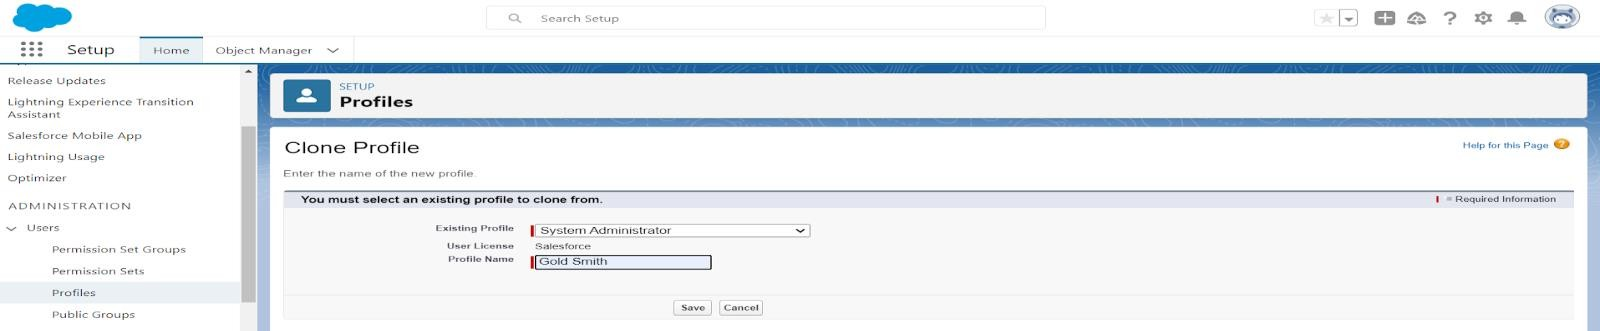 Search Setup
Setup
Home
Object Manager
Release Updates
Lightning Experience Transition
Assistant
Salesforce Mobile App
Lightning Usage
Optimizer
ADMINISTRATION
Users
Permission Set Groups
Permission Sets
Profiles
Public Groups
SETUP
Profiles
Clone Profile
Help for this Page ?
Enter the name of the new profile.
You must select an existing profile to clone from.
= Required Information
Existing Profile System Administrator
User License Salesforce
Profile Name Gold Smith
Save Cancel